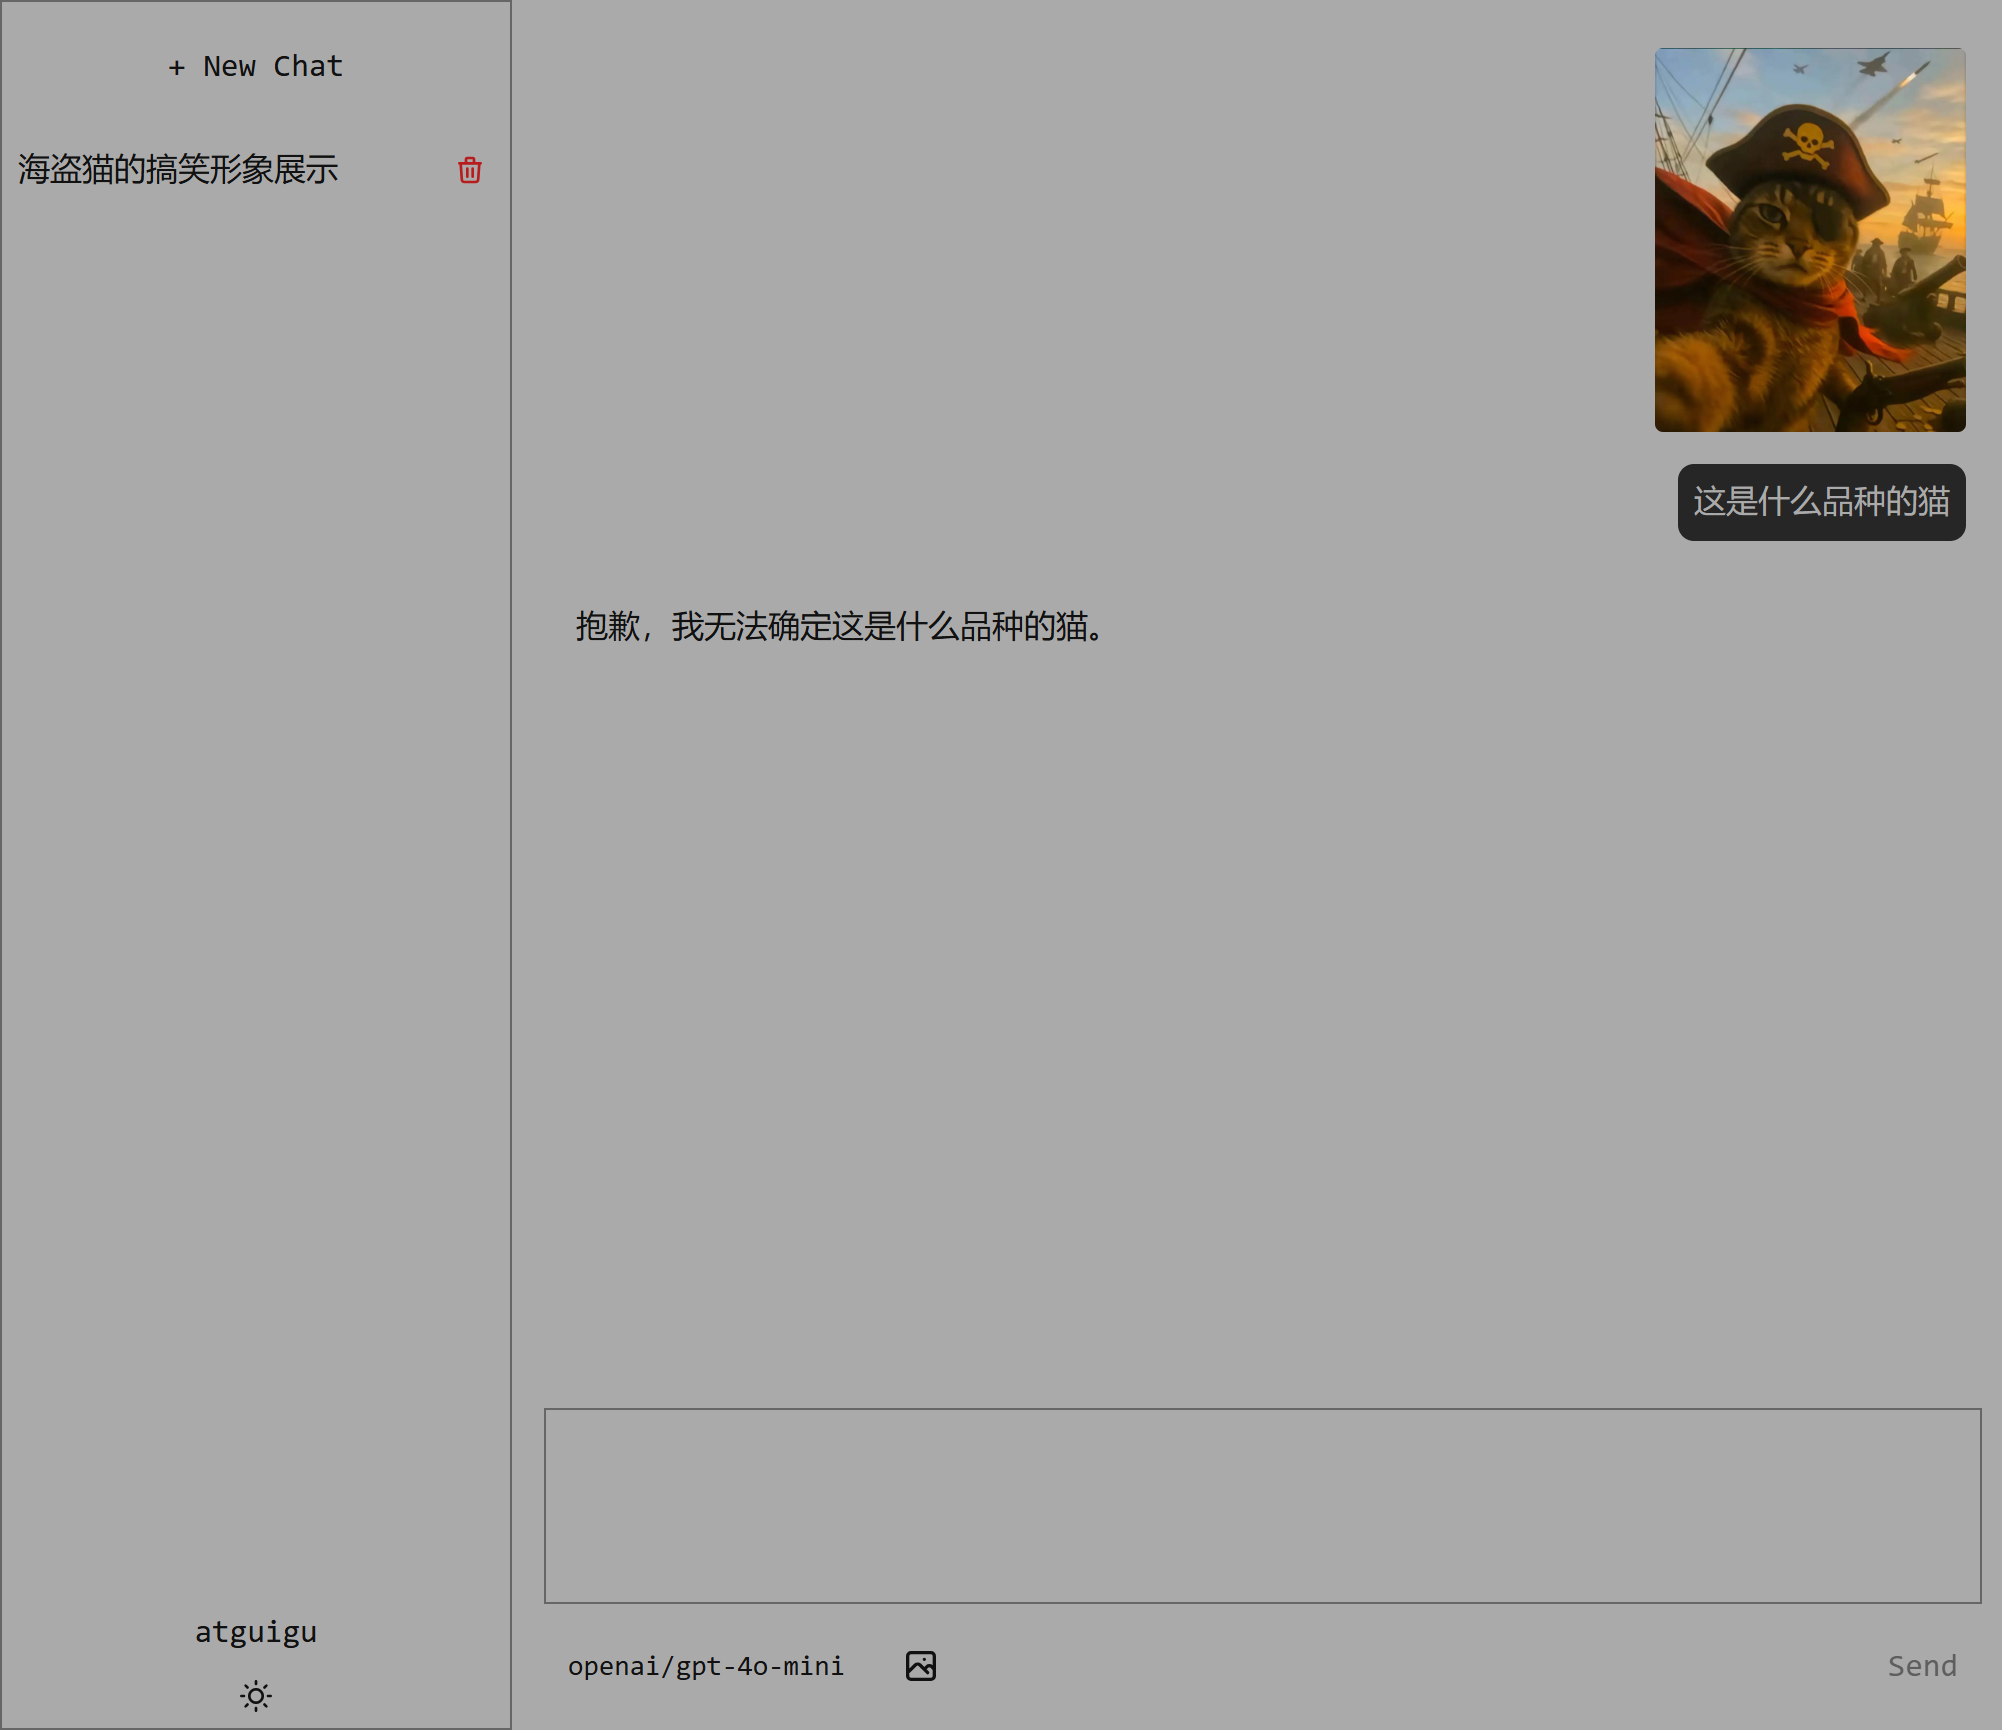 + New Chat
海盗猫的搞笑形象展示
这是什么品种的猫
抱歉，我无法确定这是什么品种的猫。
openai/gpt-4o-mini
Send
atguigu